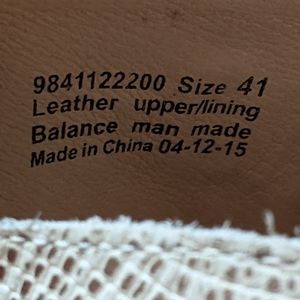 9841122200 Size 41
Leather upper/lining
Balance man made
Made in China 04-12-15